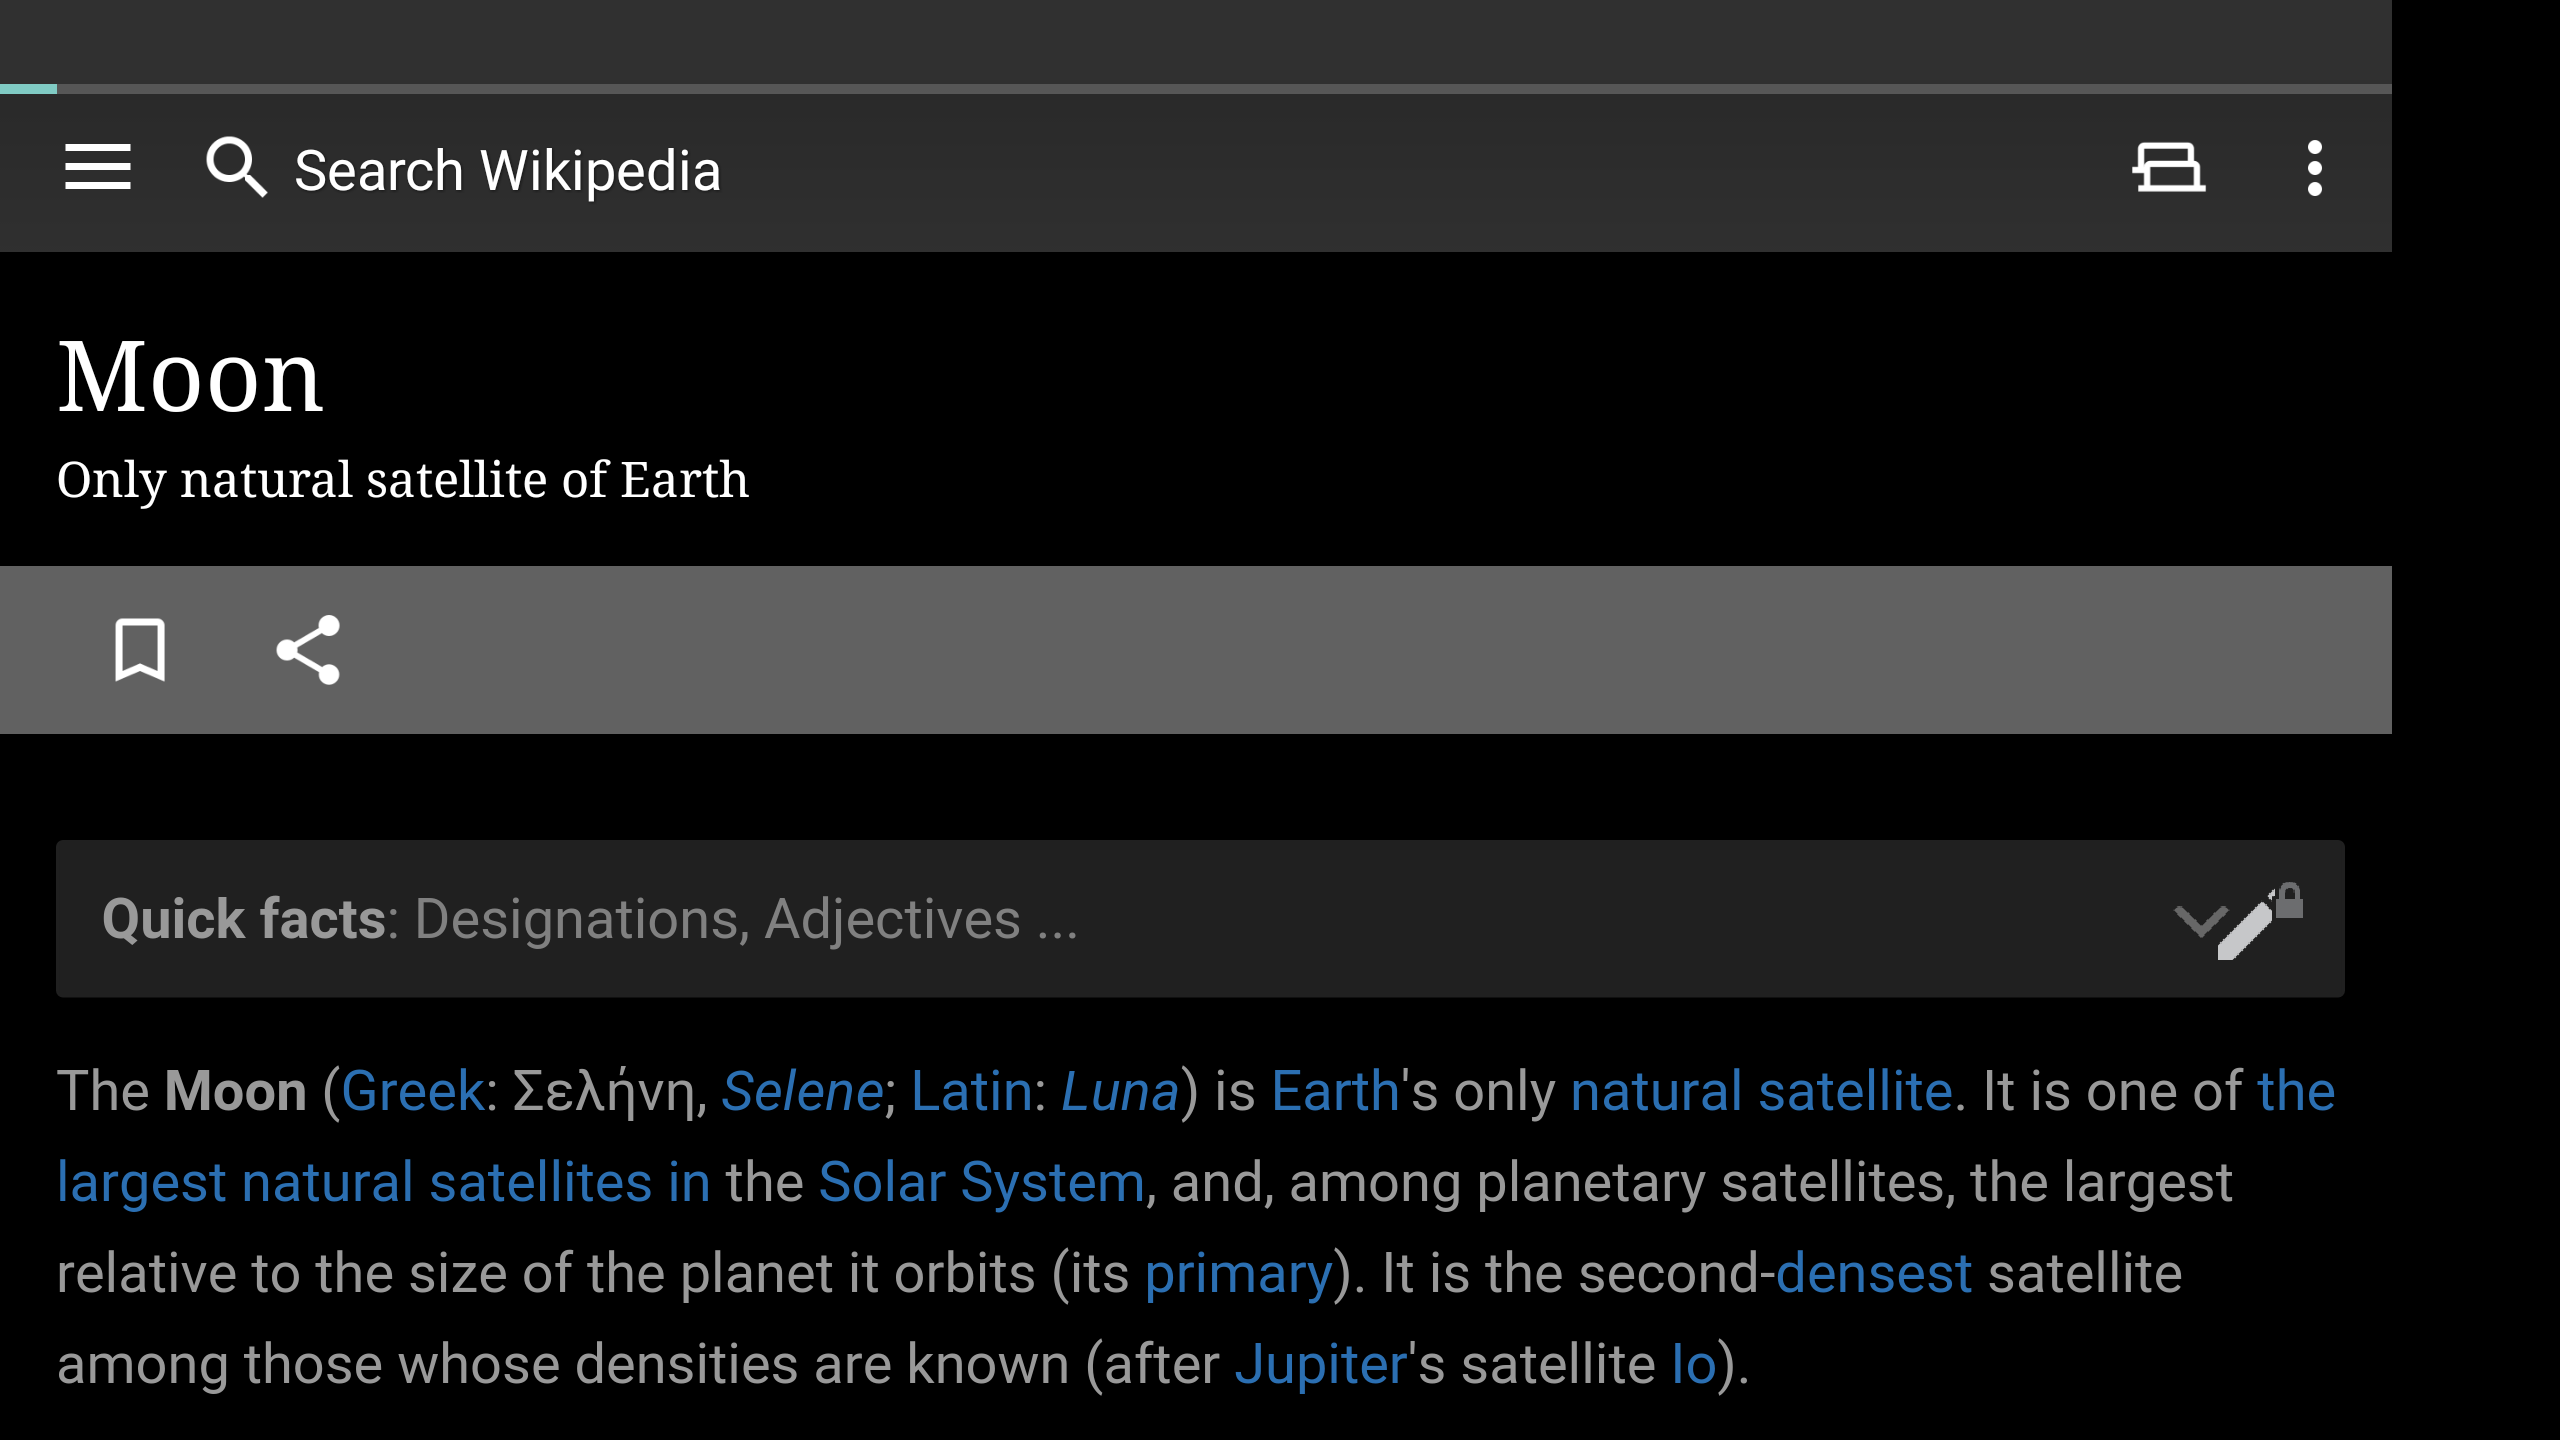 Search Wikipedia
Moon
Only natural satellite of Earth
Quick facts: Designations, Adjectives ...
The Moon (Greek: Σελήνη, Selene; Latin: Luna) is Earth's only natural satellite. It is one of the
largest natural satellites in the Solar System, and, among planetary satellites, the largest
relative to the size of the planet it orbits (its primary). It is the second-densest satellite
among those whose densities are known (after Jupiter's satellite Io).